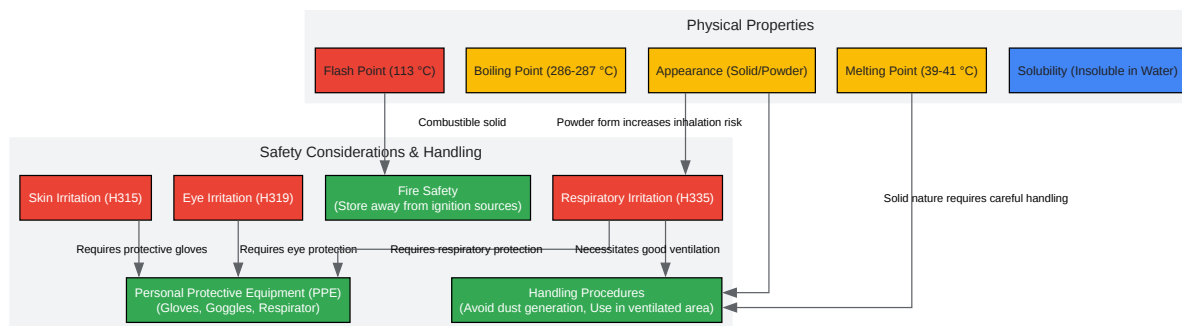 Physical Properties
Flash Point (113 °C)
Boiling Point (286-287 °C)
Appearance (Solid/Powder)
Melting Point (39-41 °C)
Solubility (Insoluble in Water)
Combustible solid
Powder form increases inhalation risk
Safety Considerations & Handling
Skin Irritation (H315)
Eye Irritation (H319)
Fire Safety
(Store away from ignition sources)
Respiratory Irritation (H335)
Solid nature requires careful handling
Requires protective gloves
Requires eye protection
Requires respiratory protection
Necessitates good ventilation
Personal Protective Equipment (PPE)
(Gloves, Goggles, Respirator)
Handling Procedures
(Avoid dust generation, Use in ventilated area)